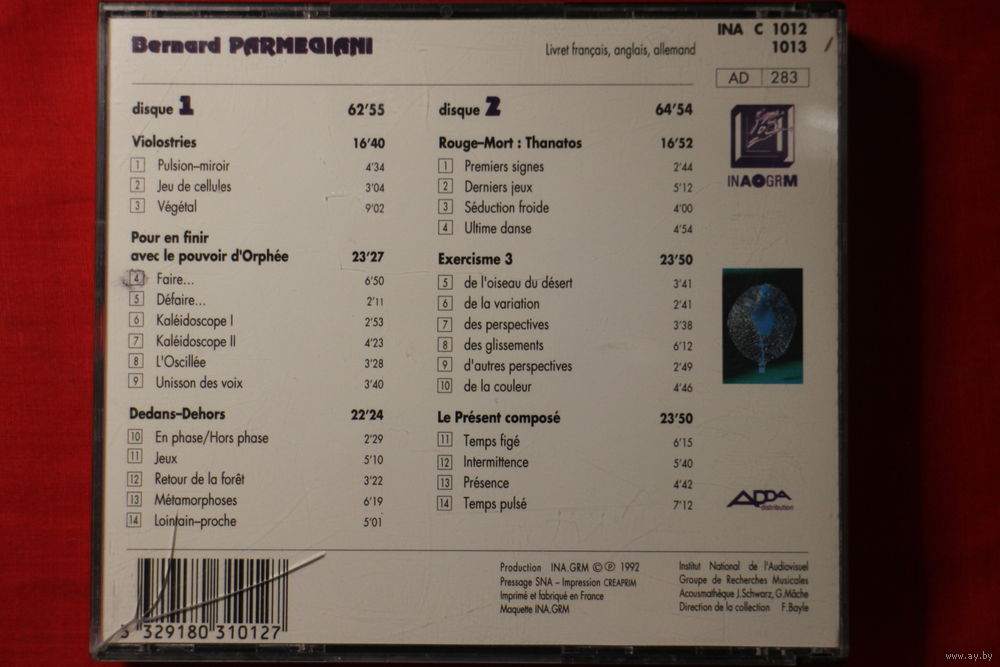 Bernard PARMEGIANI
Livret français, anglais, allemand
INA C 1012
1013
AD 283
disque 1 62'55
Violostries 16'40
1 Pulsion–miroir 4'34
2 Jeu de cellules 3'04
3 Végétal 9'02
Pour en finir
avec le pouvoir d'Orphée 23'27
4 Faire... 6'50
5 Défaire... 2'11
6 Kaléidoscope I 2'53
7 Kaléidoscope II 4'23
8 L'Oscillée 3'28
9 Unisson des voix 3'40
Dedans–Dehors 22'24
10 En phase/Hors phase 2'29
11 Jeux 5'10
12 Retour de la forêt 3'22
13 Métamorphoses 6'19
14 Lointain–proche 5'01
disque 2 64'54
Rouge–Mort : Thanatos 16'52
1 Premiers signes 2'44
2 Derniers jeux 5'12
3 Séduction froide 4'00
4 Ultime danse 4'54
Exercisme 3 23'50
5 de l'oiseau du désert 3'41
6 de la variation 2'41
7 des perspectives 3'38
8 des glissements 6'12
9 d'autres perspectives 2'49
10 de la couleur 4'46
Le Présent composé 23'50
11 Temps figé 6'15
12 Intermittence 5'40
13 Présence 4'42
14 Temps pulsé 7'12
INA GRM
ADDA
distribution
3 329180 310127
Production INA.GRM © ℗ 1992
Pressage SNA – Impression CREAPRIM
Imprimé et fabriqué en France
Maquette INA.GRM
Institut National de l'Audiovisuel
Groupe de Recherches Musicales
Acousmathèque J.Schwarz, G.Mâche
Direction de la collection F.Bayle
www.ay.by